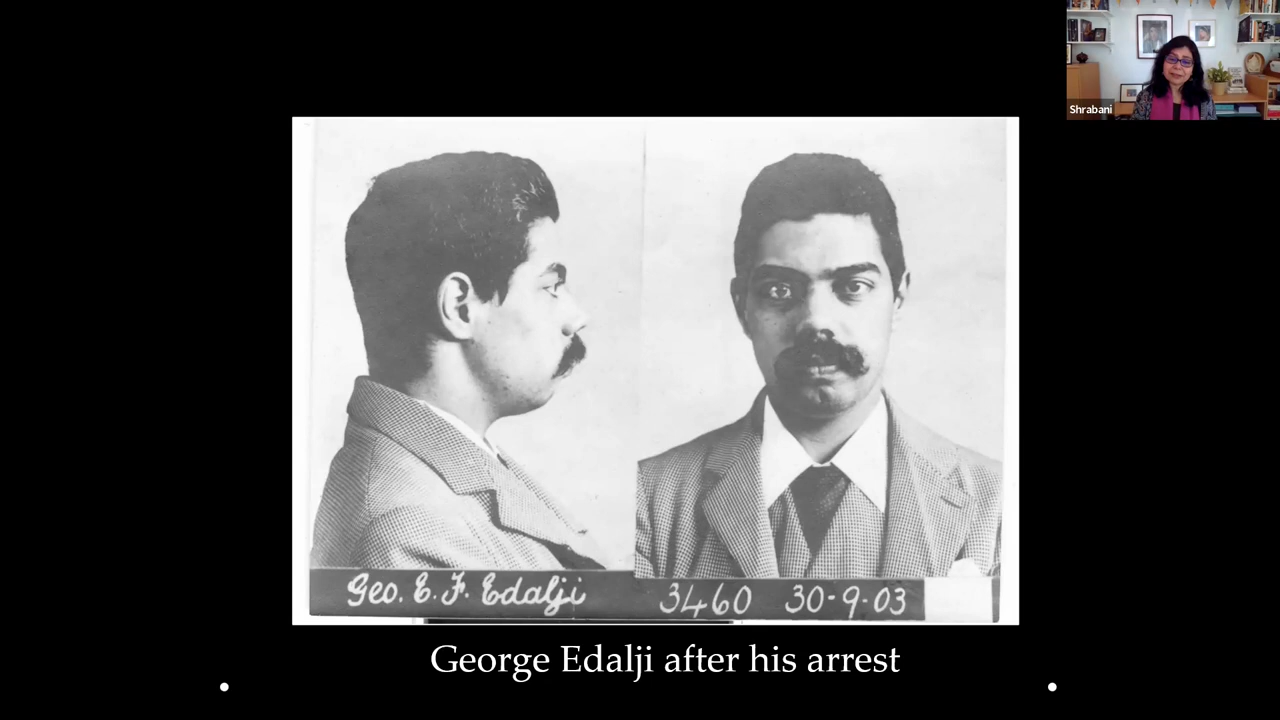 Shrabani
Geo. E. F. Edalji 3460 30-9-03
George Edalji after his arrest